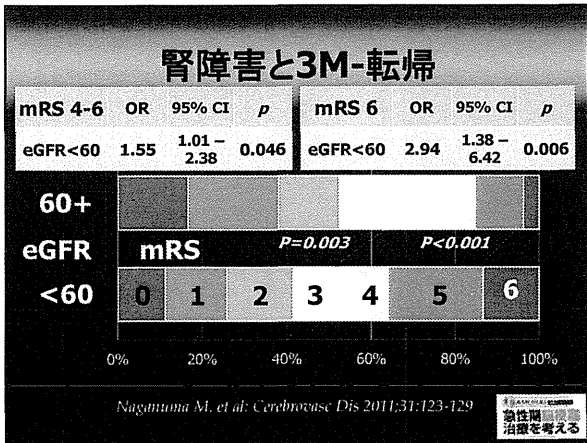 腎障害と3M-転帰
mRS 4-6 OR 95% CI p
eGFR<60 1.55 1.01 – 2.38 0.046
mRS 6 OR 95% CI p
eGFR<60 2.94 1.38 – 6.42 0.006
60+
eGFR mRS P=0.003 P<0.001
<60 0 1 2 3 4 5 6
0% 20% 40% 60% 80% 100%
Naganuma M, et al: Cerebrovasc Dis 2011;31:123-129
急性期
治療を考える